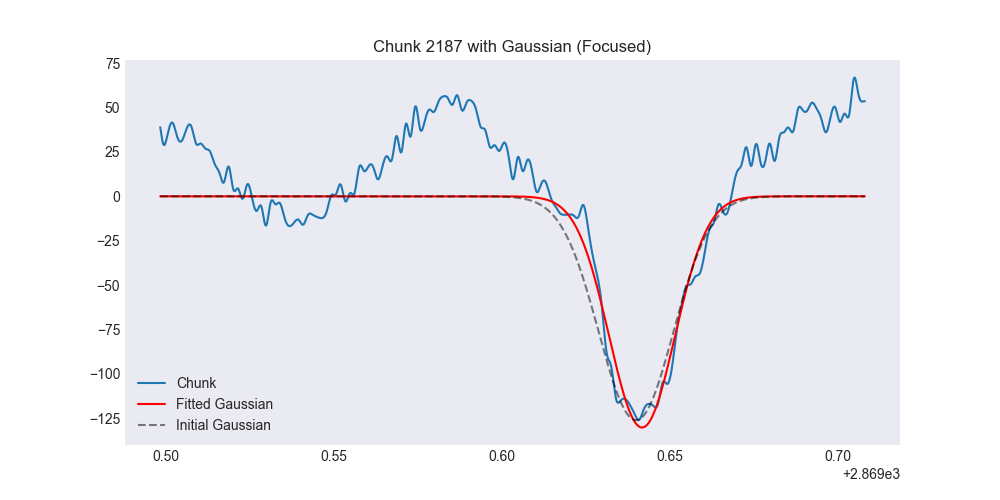 Chunk 2187 with Gaussian (Focused)
75
50
25
0
−25
−50
−75
−100
−125
Chunk
Fitted Gaussian
Initial Gaussian
0.50 0.55 0.60 0.65 0.70
+2.869e3